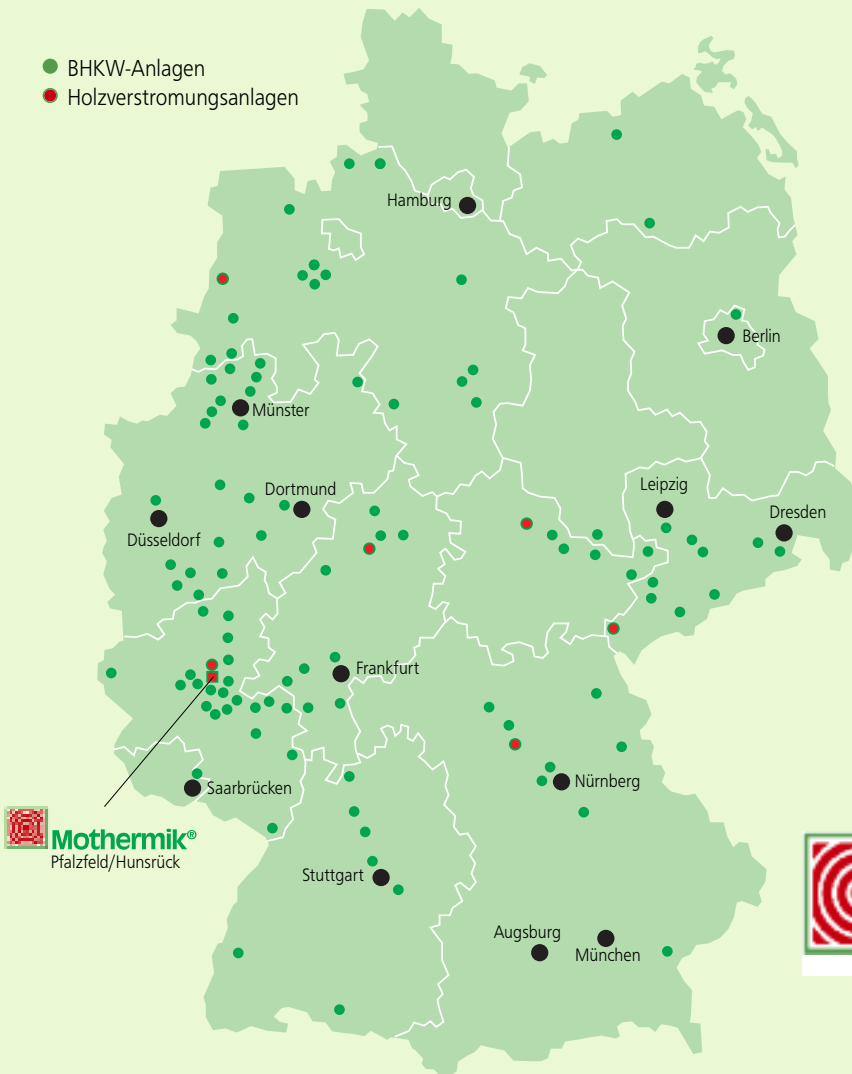 BHKW-Anlagen
Holzverstromungsanlagen
Hamburg
Berlin
Münster
Dortmund
Leipzig
Düsseldorf
Dresden
Frankfurt
Saarbrücken
Nürnberg
Mothermik®
Pfalzfeld/Hunsrück
Stuttgart
Augsburg
München